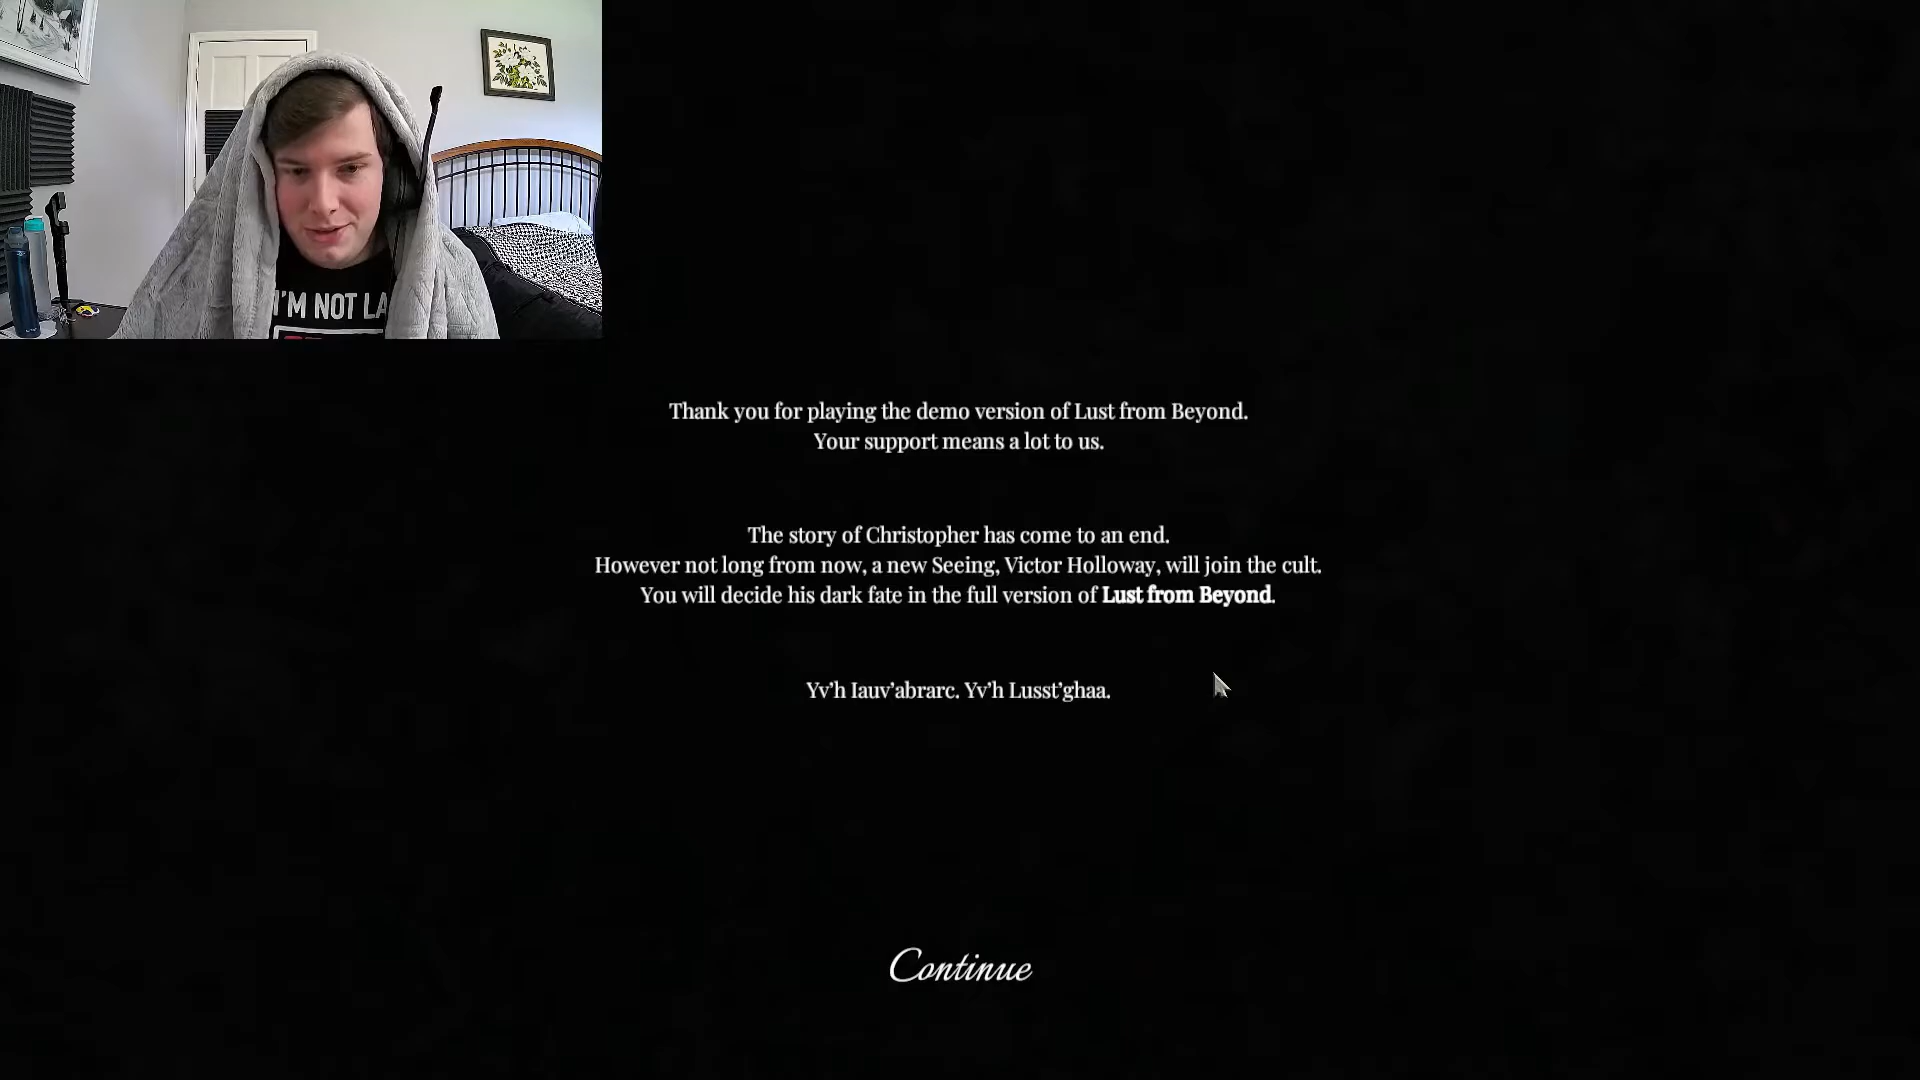 I'M NOT LA
Thank you for playing the demo version of Lust from Beyond.
Your support means a lot to us.
The story of Christopher has come to an end.
However not long from now, a new Seeing, Victor Holloway, will join the cult.
You will decide his dark fate in the full version of Lust from Beyond.
Yv'h Iauv'abrarc. Yv'h Lusst'ghaa.
Continue